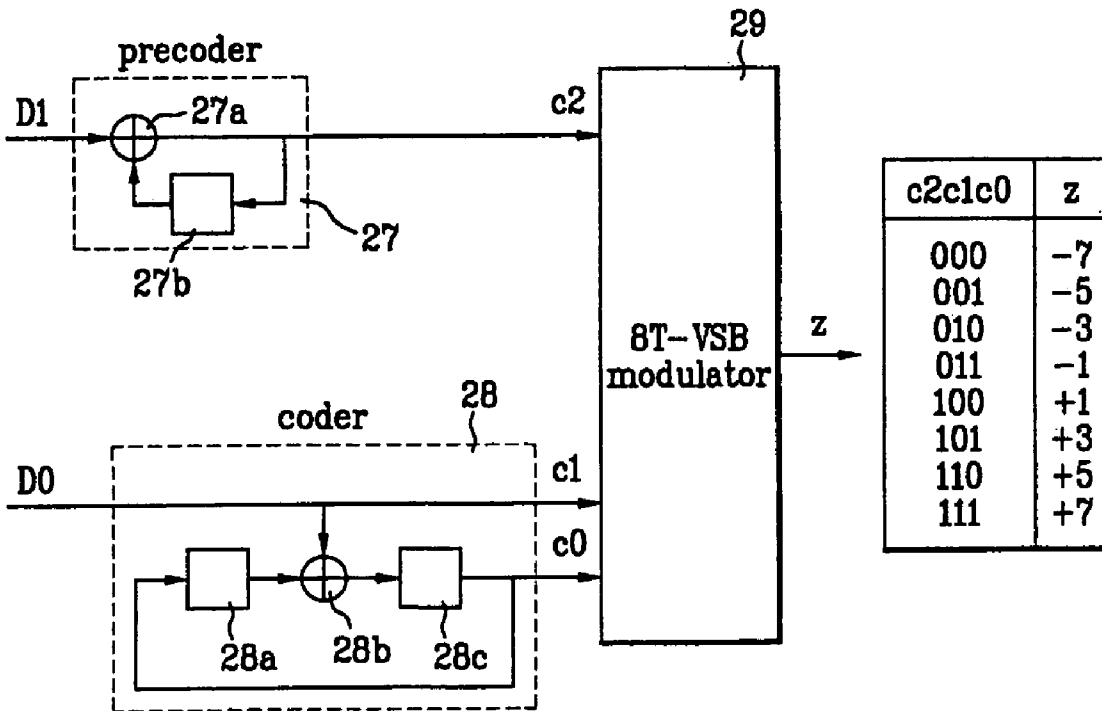 precoder
29
D1
27a
c2
27
27b
c2c1c0 z
000 −7
001 −5
010 −3
011 −1
100 +1
101 +3
110 +5
111 +7
8T-VSB
modulator
z
coder
28
D0
c1
c0
28a
28b
28c